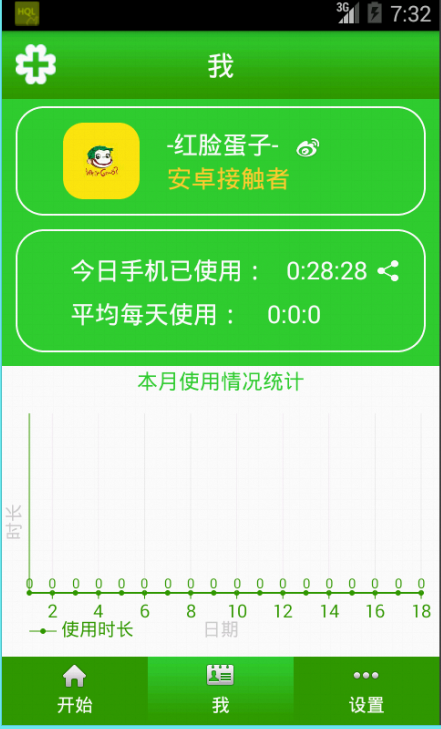 HQL
3G 7:32
我
-红脸蛋子-
安卓接触者
今日手机已使用： 0:28:28
平均每天使用： 0:0:0
本月使用情况统计
时长
0 0 0 0 0 0 0 0 0 0 0 0 0 0 0 0 0 0
2 4 6 8 10 12 14 16 18
使用时长 日期
开始 我 设置